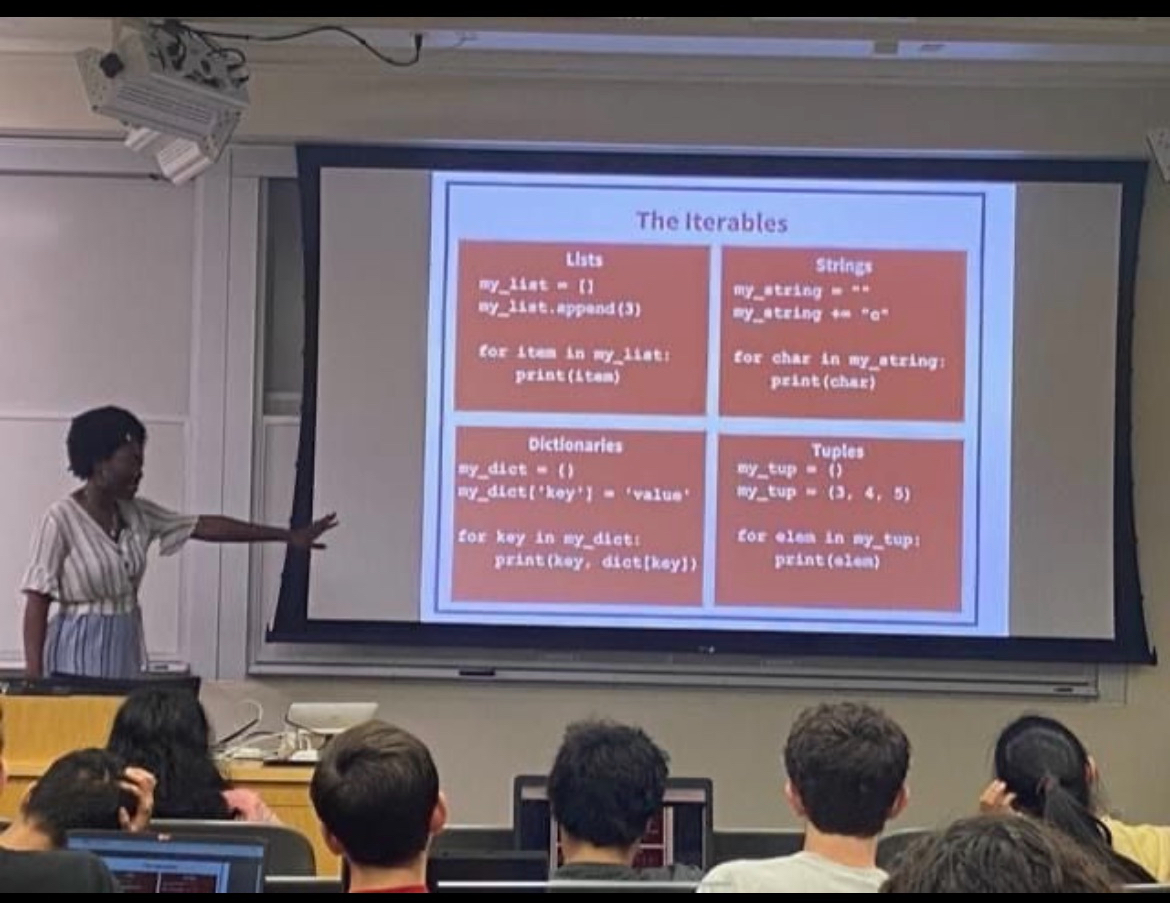 The Iterables
Lists
my_list = []
my_list.append(3)
for item in my_list:
print(item)
Strings
my_string = ""
my_string += "c"
for char in my_string:
print(char)
Dictionaries
my_dict = {}
my_dict['key'] = 'value'
for key in my_dict:
print(key, dict[key])
Tuples
my_tup = ()
my_tup = (3, 4, 5)
for elem in my_tup:
print(elem)